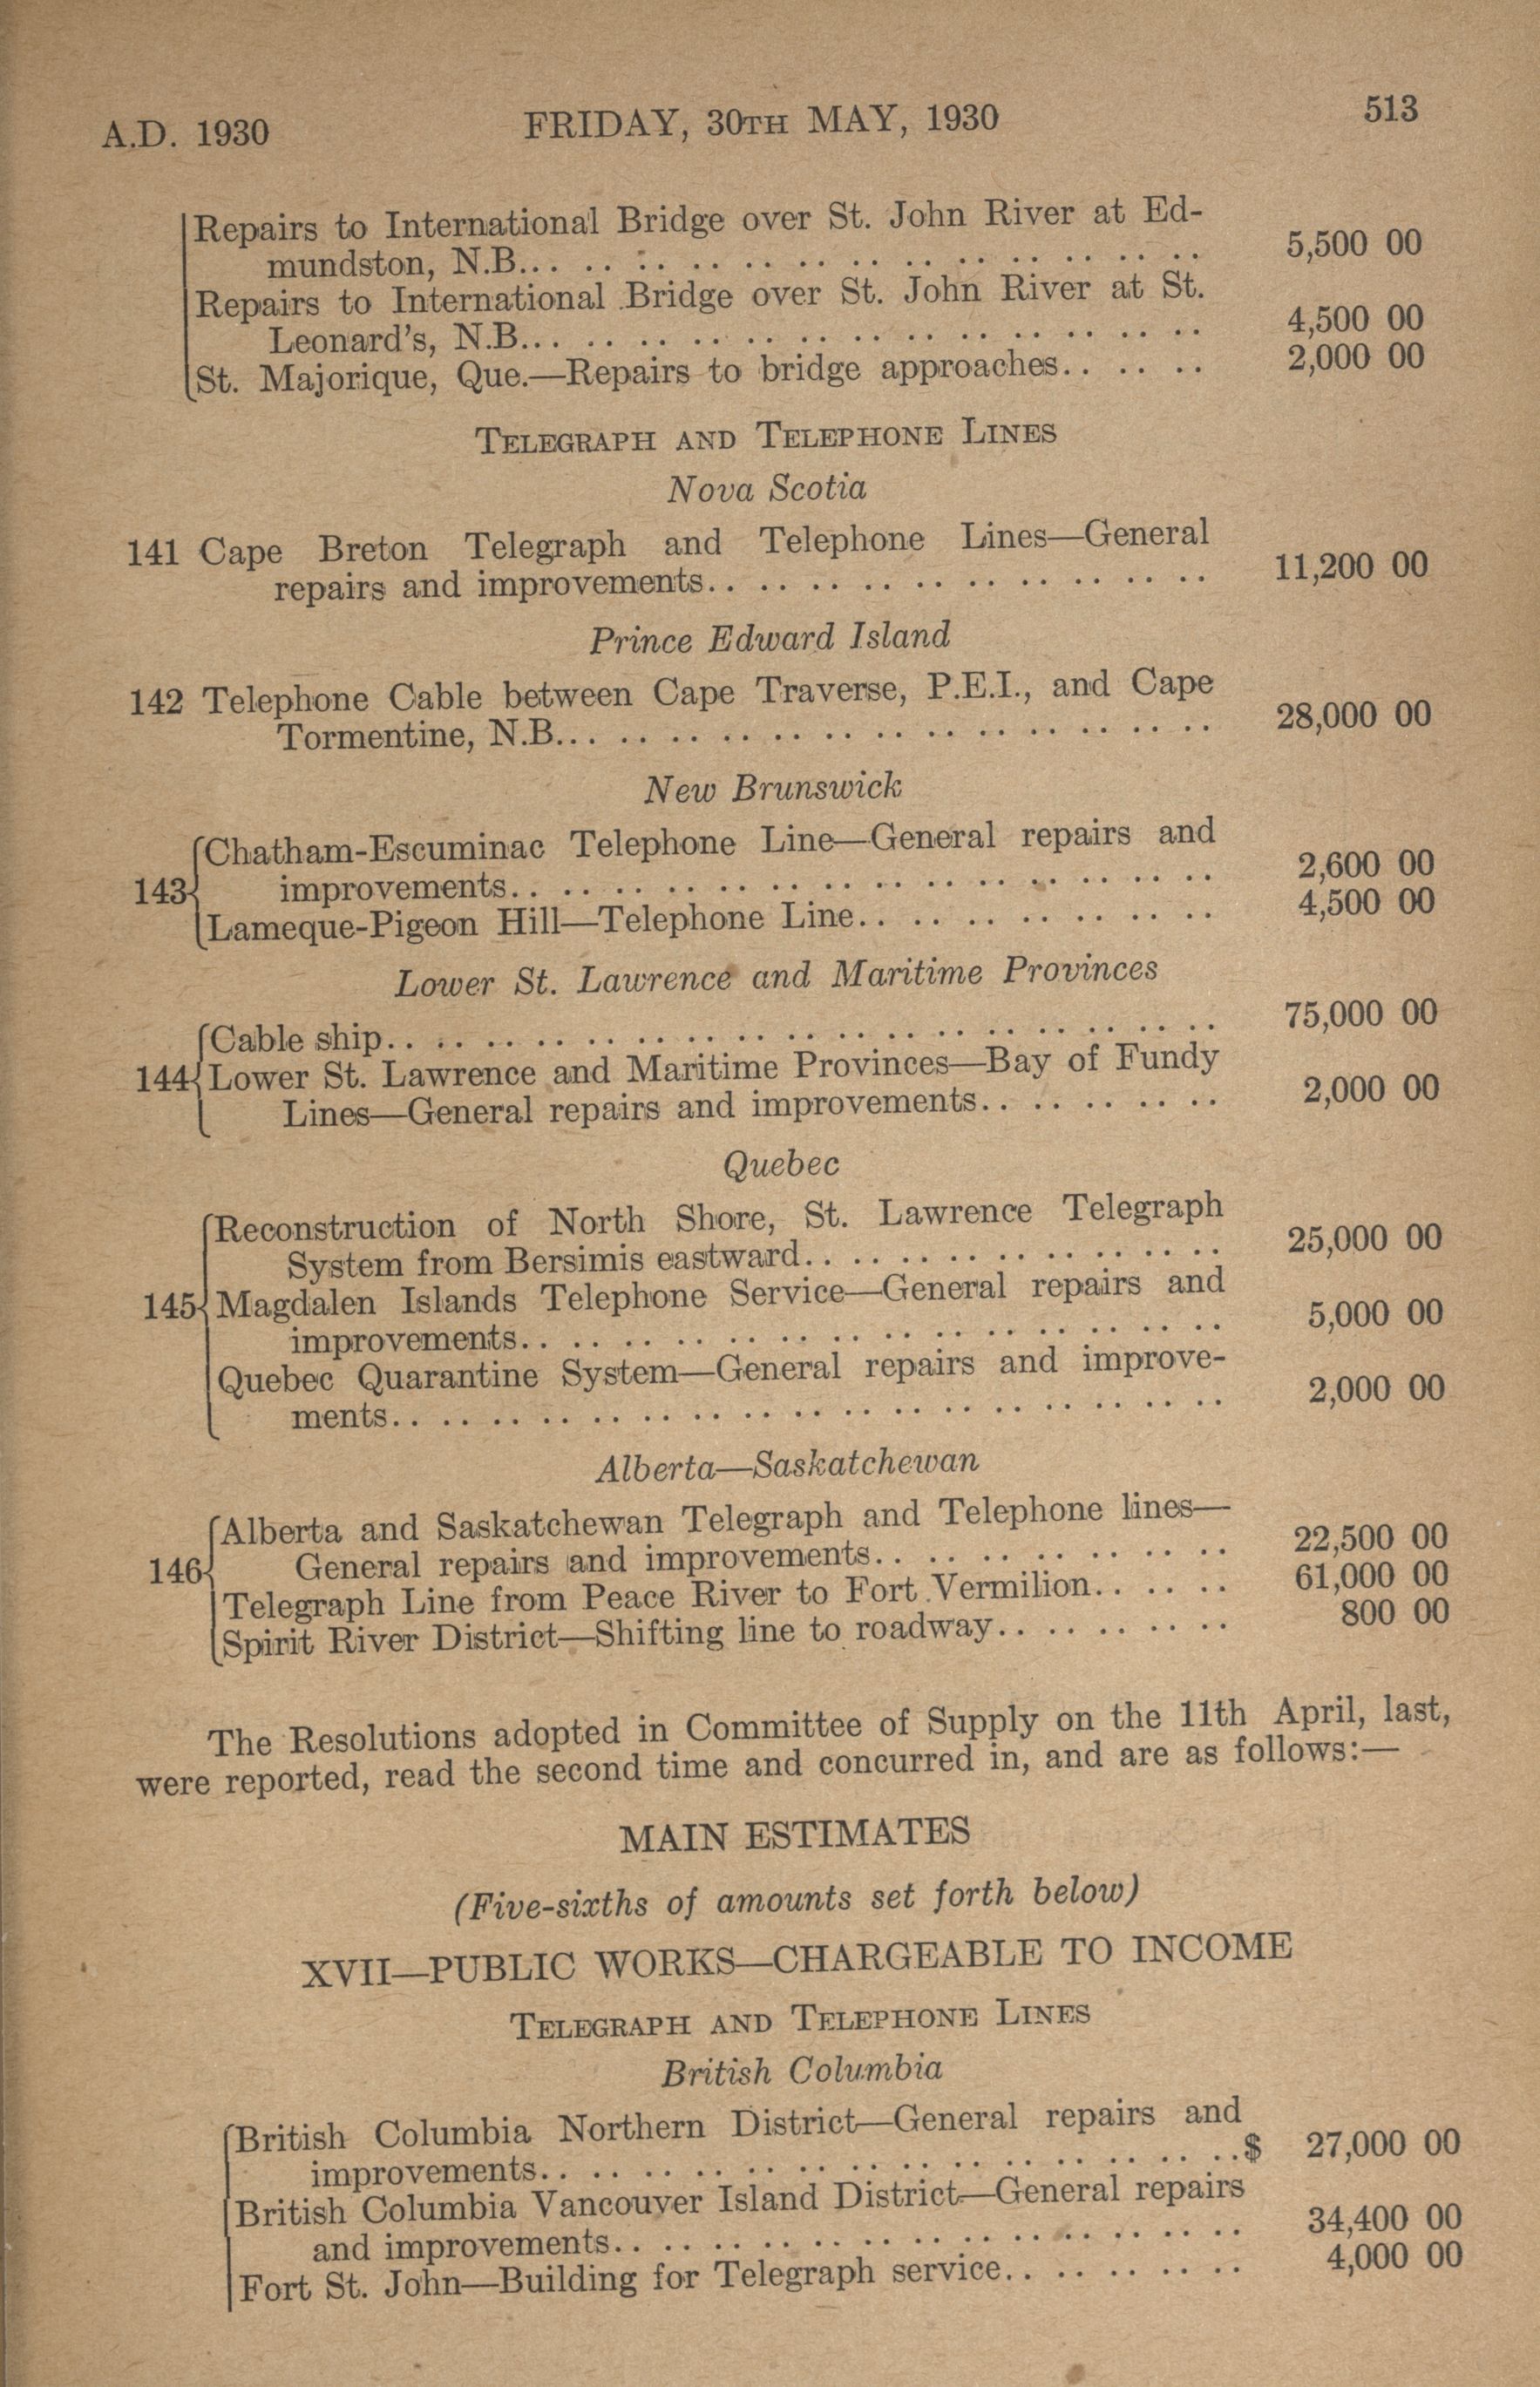 A.D. 1930 FRIDAY, 30TH MAY, 1930 513
Repairs to International Bridge over St. John River at Ed-
mundston, N.B. . . . . . . . . . . . . . . 5,500 00
Repairs to International Bridge over St. John River at St.
Leonard's, N.B. . . . . . . . . . . . . . . 4,500 00
St. Majorique, Que.—Repairs to bridge approaches. . . . . . 2,000 00
TELEGRAPH AND TELEPHONE LINES
Nova Scotia
141 Cape Breton Telegraph and Telephone Lines—General
repairs and improvements. . . . . . . . . . 11,200 00
Prince Edward Island
142 Telephone Cable between Cape Traverse, P.E.I., and Cape
Tormentine, N.B. . . . . . . . . . . . . 28,000 00
New Brunswick
Chatham-Escuminac Telephone Line—General repairs and
143 improvements. . . . . . . . . . . . . . 2,600 00
Lameque-Pigeon Hill—Telephone Line. . . . . . . 4,500 00
Lower St. Lawrence and Maritime Provinces
Cable ship. . . . . . . . . . . . . . . . 75,000 00
144 Lower St. Lawrence and Maritime Provinces—Bay of Fundy
Lines—General repairs and improvements. . . . . . 2,000 00
Quebec
Reconstruction of North Shore, St. Lawrence Telegraph
System from Bersimis eastward. . . . . . . . . 25,000 00
145 Magdalen Islands Telephone Service—General repairs and
improvements. . . . . . . . . . . . . . 5,000 00
Quebec Quarantine System—General repairs and improve-
ments. . . . . . . . . . . . . . . . . 2,000 00
Alberta—Saskatchewan
Alberta and Saskatchewan Telegraph and Telephone lines—
146 General repairs and improvements. . . . . . . . 22,500 00
Telegraph Line from Peace River to Fort Vermilion. . . . . 61,000 00
Spirit River District—Shifting line to roadway. . . . . . 800 00
The Resolutions adopted in Committee of Supply on the 11th April, last,
were reported, read the second time and concurred in, and are as follows:—
MAIN ESTIMATES
(Five-sixths of amounts set forth below)
XVII—PUBLIC WORKS—CHARGEABLE TO INCOME
TELEGRAPH AND TELEPHONE LINES
British Columbia
British Columbia Northern District—General repairs and
improvements. . . . . . . . . . . . . . $ 27,000 00
British Columbia Vancouver Island District—General repairs
and improvements. . . . . . . . . . . . . 34,400 00
Fort St. John—Building for Telegraph service. . . . . . 4,000 00